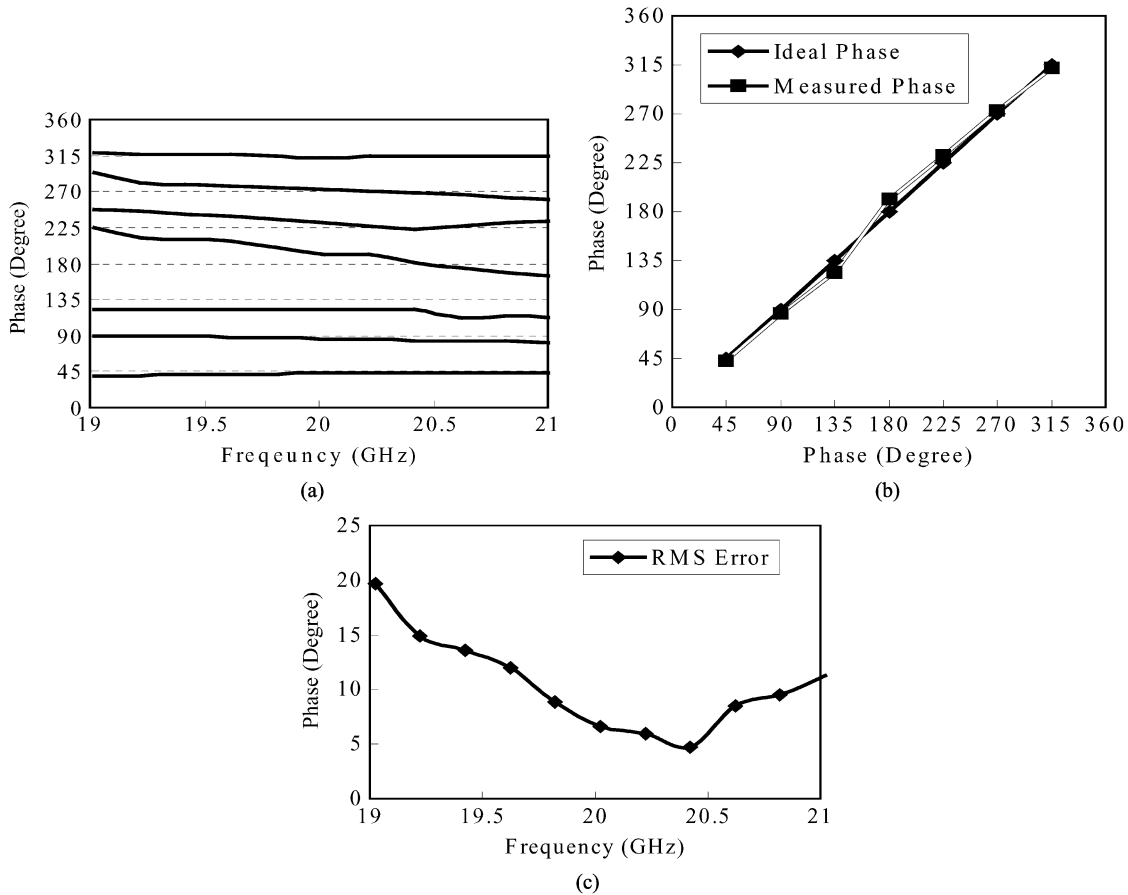 360
315
270
225
180
135
90
45
0
19 19.5 20 20.5 21
Phase (Degree)
Freqeuncy (GHz)
(a)
360
315
270
225
180
135
90
45
0
0 45 90 135 180 225 270 315 360
Phase (Degree)
Phase (Degree)
Ideal Phase
Measured Phase
(b)
25
20
15
10
5
0
19 19.5 20 20.5 21
Phase (Degree)
Frequency (GHz)
RMS Error
(c)